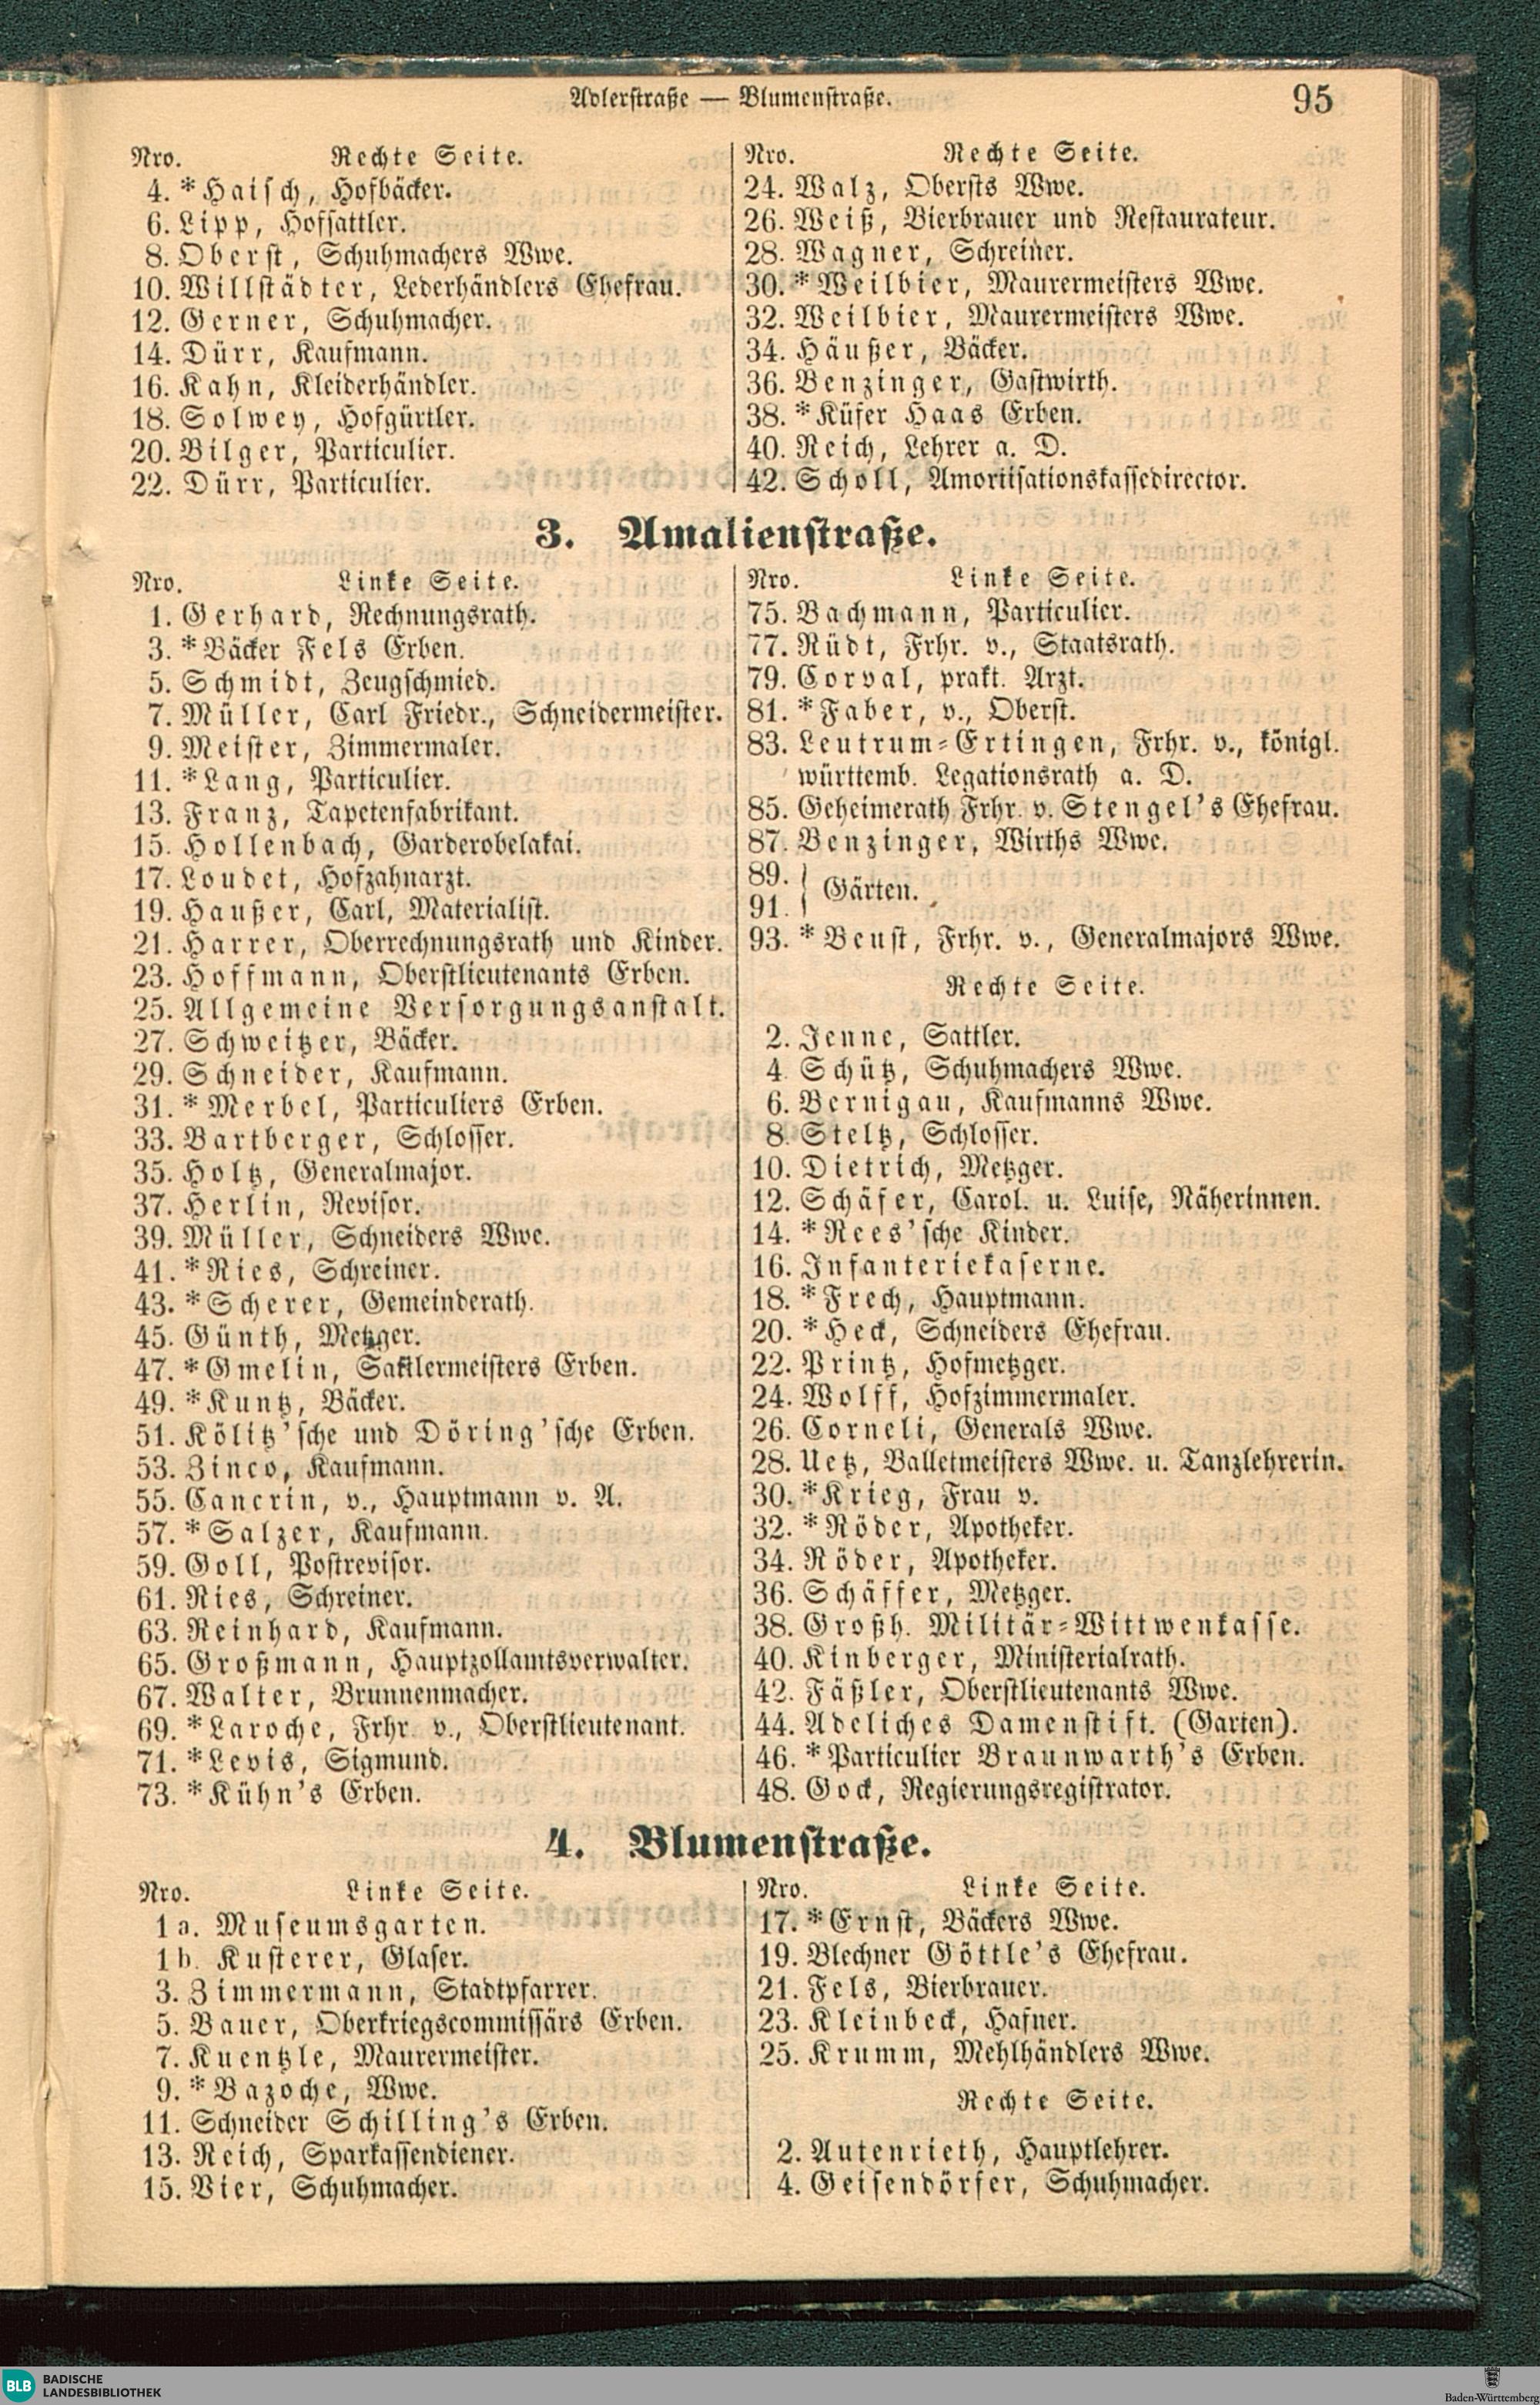 Adlerstraße — Blumenstraße.
95
Nro. Rechte Seite.
4. *Haisch, Hofbäcker.
6. Lipp, Hofsattler.
8. Oberst, Schuhmachers Wwe.
10. Willstädter, Lederhändlers Ehefrau.
12. Gerner, Schuhmacher.
14. Dürr, Kaufmann.
16. Kahn, Kleiderhändler.
18. Solwey, Hofgürtler.
20. Bilger, Particulier.
22. Dürr, Particulier.
Nro. Rechte Seite.
24. Walz, Obersts Wwe.
26. Weiß, Bierbrauer und Restaurateur.
28. Wagner, Schreiner.
30. *Weilbier, Maurermeisters Wwe.
32. Weilbier, Maurermeisters Wwe.
34. Häußer, Bäcker.
36. Benzinger, Gastwirth.
38. *Küfer Haas Erben.
40. Reich, Lehrer a. D.
42. Scholl, Amortisationskassedirector.
3. Amalienstraße.
Nro. Linke Seite.
1. Gerhard, Rechnungsrath.
3. *Bäcker Fels Erben.
5. Schmidt, Zeugschmied.
7. Müller, Carl Friedr., Schneidermeister.
9. Meister, Zimmermaler.
11. *Lang, Particulier.
13. Franz, Tapetenfabrikant.
15. Hollenbach, Garderobelakai.
17. Loudet, Hofzahnarzt.
19. Haußer, Carl, Materialist.
21. Harrer, Oberrechnungsrath und Kinder.
23. Hoffmann, Oberstlieutenants Erben.
25. Allgemeine Versorgungsanstalt.
27. Schweitzer, Bäcker.
29. Schneider, Kaufmann.
31. *Merbel, Particuliers Erben.
33. Bartberger, Schlosser.
35. Holtz, Generalmajor.
37. Herlin, Revisor.
39. Müller, Schneiders Wwe.
41. *Ries, Schreiner.
43. *Scherer, Gemeinderath.
45. Günth, Metzger.
47. *Gmelin, Sattlermeisters Erben.
49. *Kuntz, Bäcker.
51. Kölitz'sche und Döring'sche Erben.
53. Zinco, Kaufmann.
55. Cancrin, v., Hauptmann v. A.
57. *Salzer, Kaufmann.
59. Goll, Postrevisor.
61. Ries, Schreiner.
63. Reinhard, Kaufmann.
65. Großmann, Hauptzollamtsverwalter.
67. Walter, Brunnenmacher.
69. *Laroche, Frhr v., Oberstlieutenant.
71. *Levis, Sigmund.
73. *Kühn's Erben.
Nro. Linke Seite.
75. Bachmann, Particulier.
77. Rüdt, Frhr. v., Staatsrath.
79. Corval, prakt. Arzt.
81. *Faber, v., Oberst.
83. Leutrum-Ertingen, Frhr. v., königl.
württemb. Legationsrath a. D.
85. Geheimerath Frhr. v. Stengel's Ehefrau.
87. Benzinger, Wirths Wwe.
89.
91. } Gärten.
93. *Beust, Frhr. v., Generalmajors Wwe.
Rechte Seite.
2. Jenne, Sattler.
4 Schütz, Schuhmachers Wwe.
6. Bernigau, Kaufmanns Wwe.
8. Steltz, Schlosser.
10. Dietrich, Metzger.
12. Schäfer, Carol. u. Luise, Näherinnen.
14. *Rees'sche Kinder.
16. Infanteriekaserne.
18. *Frech, Hauptmann.
20. *Heck, Schneiders Ehefrau.
22. Printz, Hofmetzger.
24. Wolff, Hofzimmermaler.
26. Corneli, Generals Wwe.
28. Uetz, Balletmeisters Wwe. u. Tanzlehrerin.
30. *Krieg, Frau v.
32. *Röder, Apotheker.
34. Röder, Apotheker.
36. Schäffer, Metzger.
38. Großh. Militär-Wittwenkasse.
40. Kinberger, Ministerialrath.
42. Fäßler, Oberstlieutenants Wwe.
44. Adeliches Damenstift. (Garten).
46. *Particulier Braunwarth's Erben.
48. Gock, Regierungsregistrator.
4. Blumenstraße.
Nro. Linke Seite.
1a. Museumsgarten.
1b. Kusterer, Glaser.
3. Zimmermann, Stadtpfarrer.
5. Bauer, Oberkriegscommissärs Erben.
7. Kuentzle, Maurermeister.
9. *Bazoche, Wwe.
11. Schneider Schilling's Erben.
13. Reich, Sparkassendiener.
15. Vier, Schuhmacher.
Nro. Linke Seite.
17. *Ernst, Bäckers Wwe.
19. Blechner Göttle's Ehefrau.
21. Fels, Bierbrauer.
23. Kleinbeck, Hafner.
25. Krumm, Mehlhändlers Wwe.
Rechte Seite.
2. Autenrieth, Hauptlehrer.
4. Geisendörfer, Schuhmacher.
BLB BADISCHE
LANDESBIBLIOTHEK
Baden-Württemberg